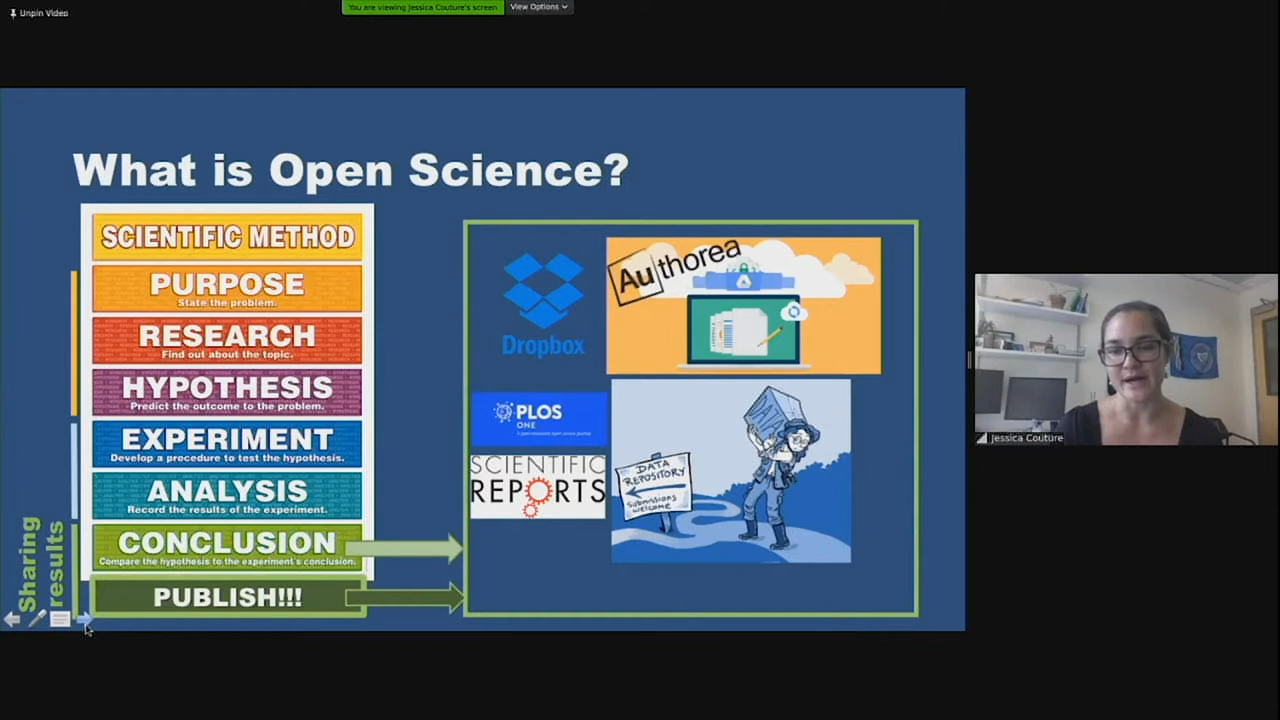 Unpin Video
You are viewing Jessica Couture's screen
View Options
What is Open Science?
SCIENTIFIC METHOD
PURPOSE
State the problem.
RESEARCH
Find out about the topic.
HYPOTHESIS
Predict the outcome to the problem.
EXPERIMENT
Develop a procedure to test the hypothesis.
ANALYSIS
Record the results of the experiment.
CONCLUSION
Compare the hypothesis to the experiment's conclusion.
PUBLISH!!!
Sharing
results
Dropbox
Authorea
PLOS
ONE
SCIENTIFIC
REPORTS
DATA
REPOSITORY
Submissions
welcome
Jessica Couture